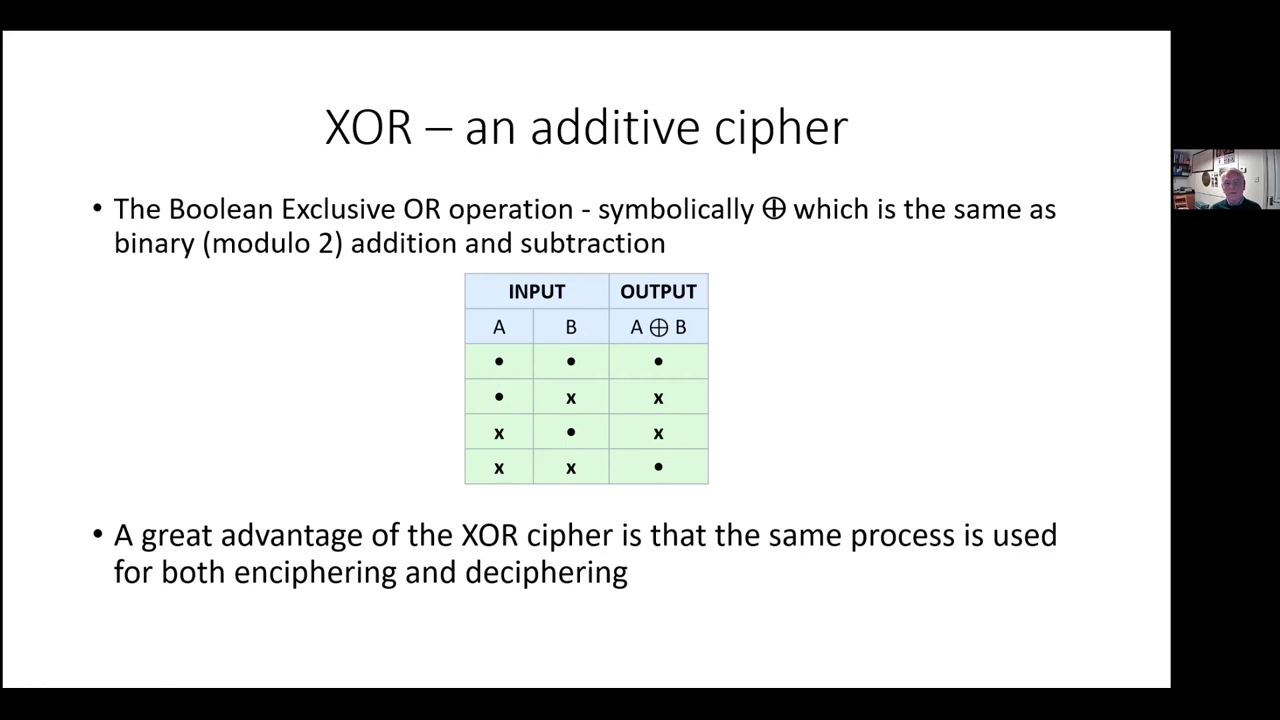 XOR – an additive cipher
• The Boolean Exclusive OR operation - symbolically ⊕ which is the same as
binary (modulo 2) addition and subtraction
INPUT OUTPUT
A B A ⊕ B
• • •
• x x
x • x
x x •
• A great advantage of the XOR cipher is that the same process is used
for both enciphering and deciphering